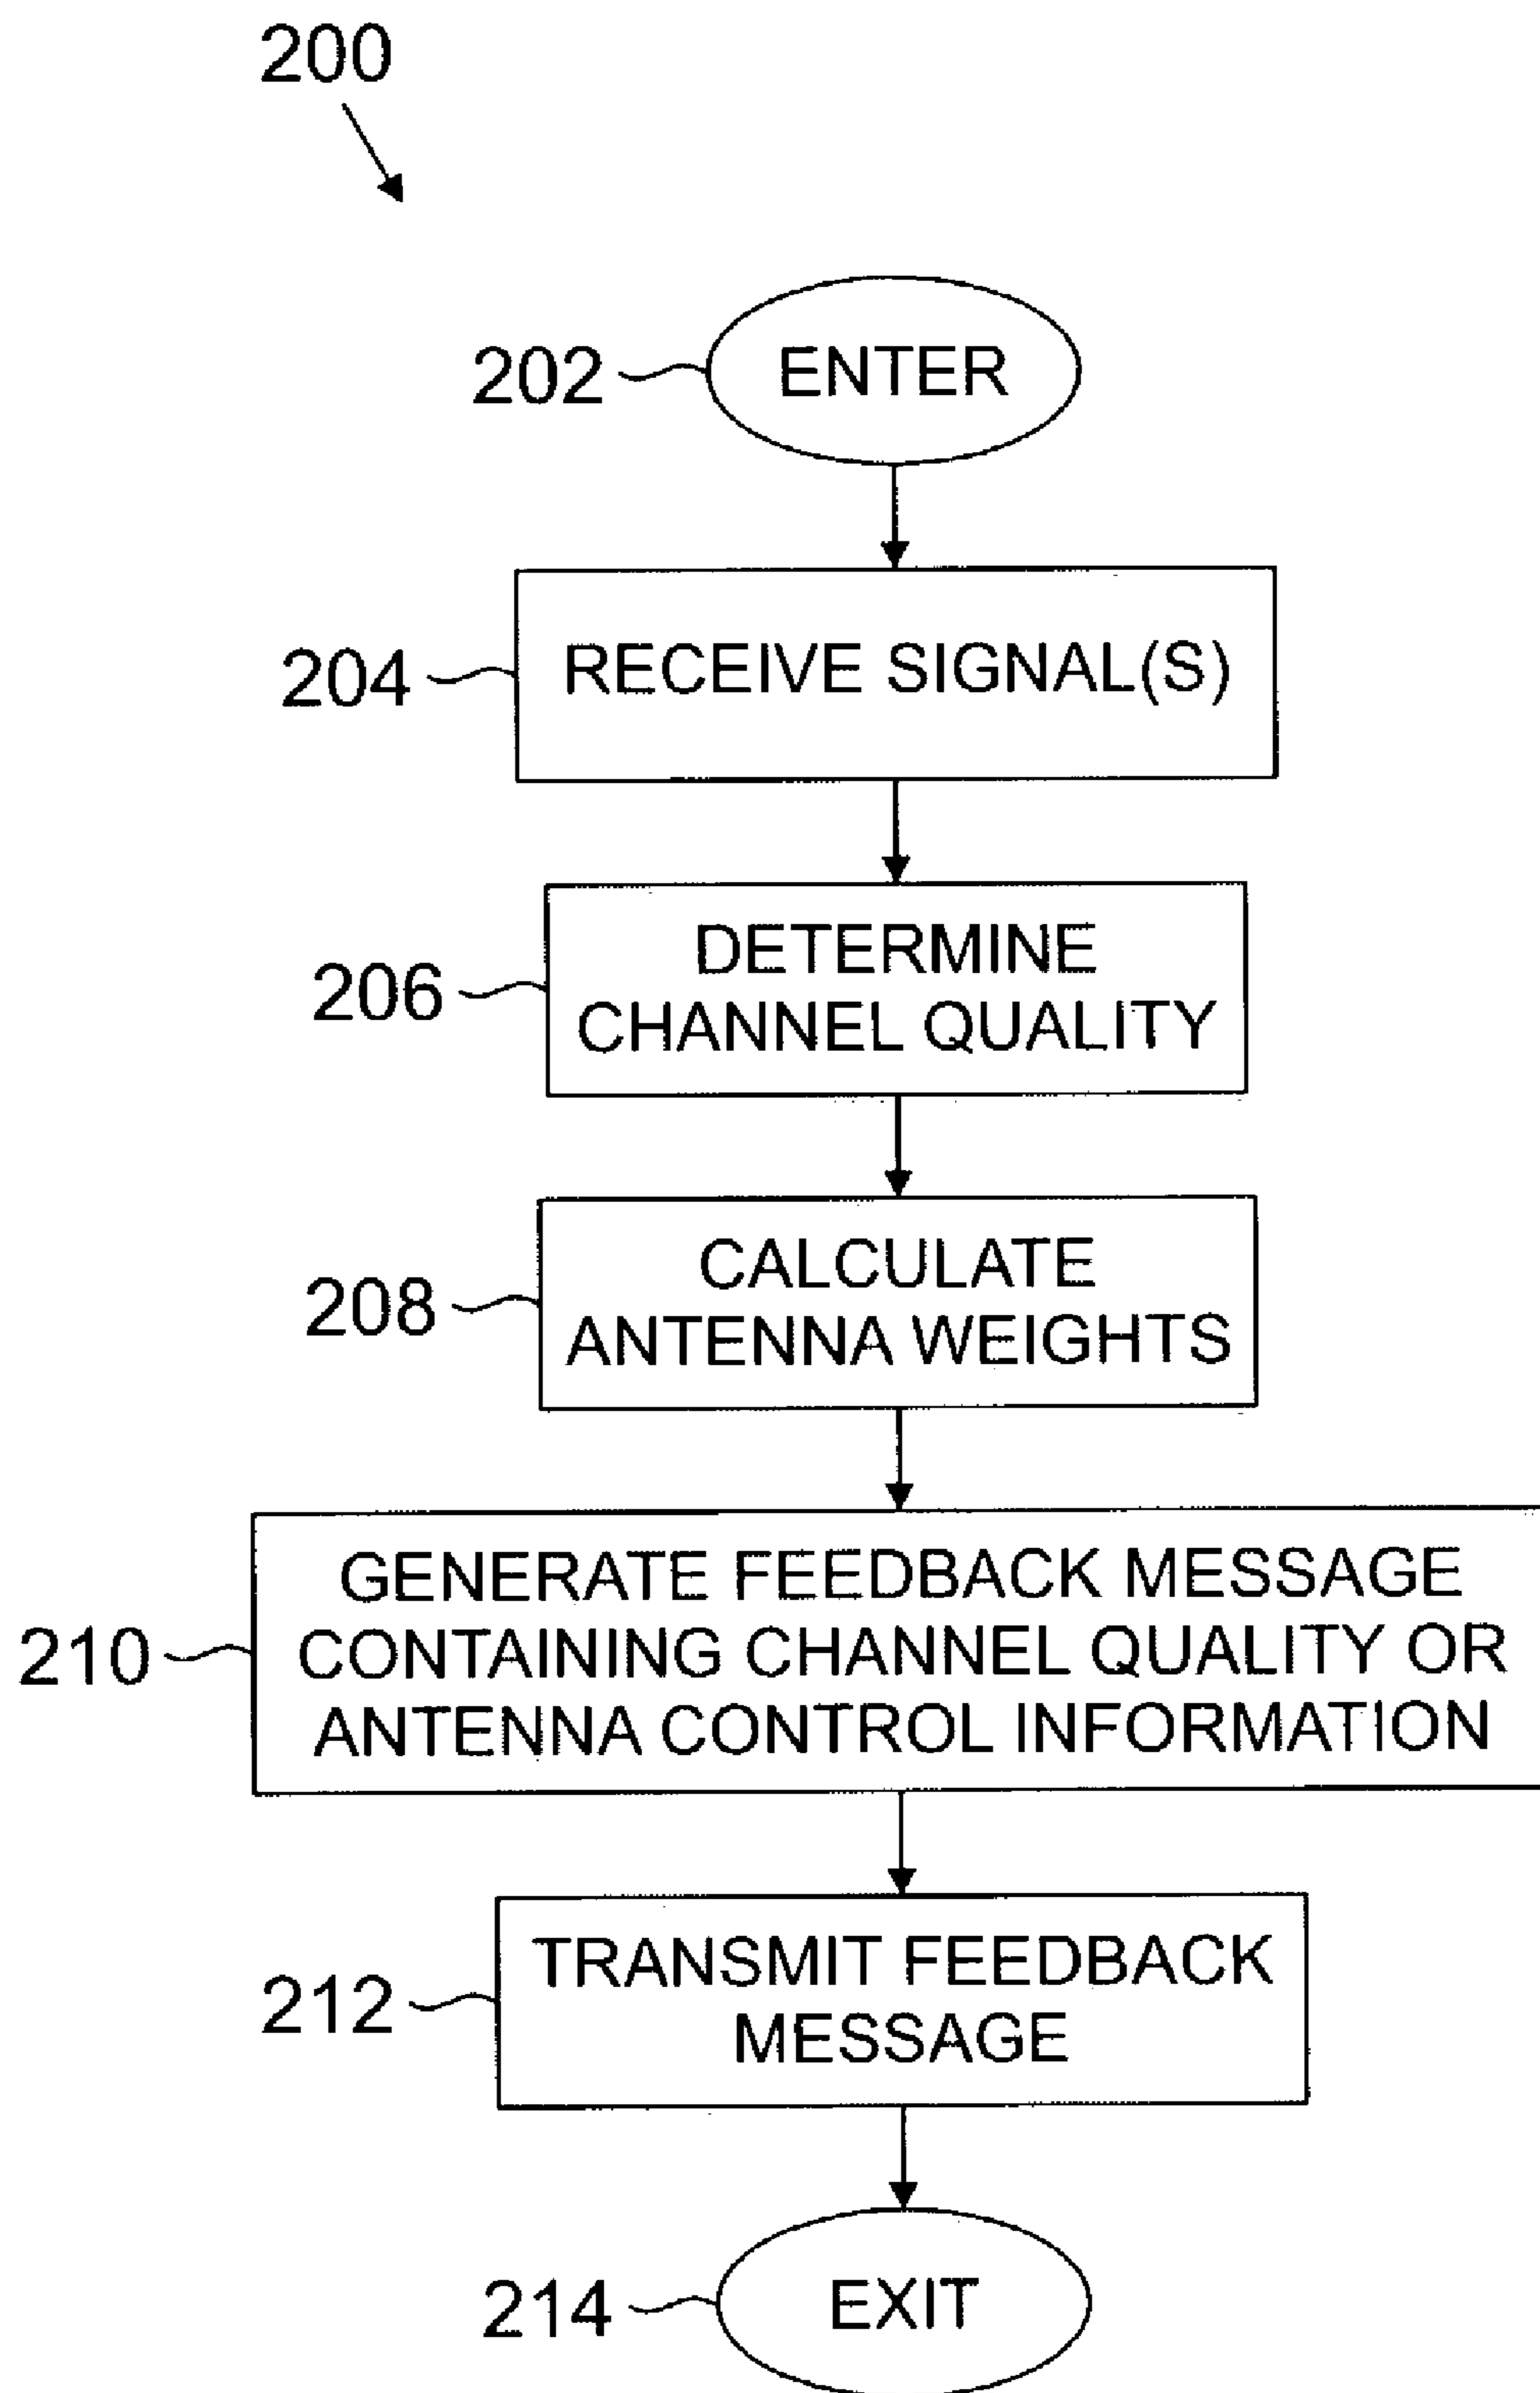 200
202
ENTER
204
RECEIVE SIGNAL(S)
206
DETERMINE
CHANNEL QUALITY
208
CALCULATE
ANTENNA WEIGHTS
210
GENERATE FEEDBACK MESSAGE
CONTAINING CHANNEL QUALITY OR
ANTENNA CONTROL INFORMATION
212
TRANSMIT FEEDBACK
MESSAGE
214
EXIT